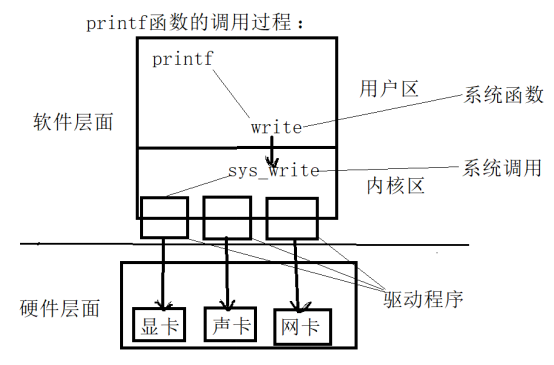 printf函数的调用过程：
printf
用户区
系统函数
软件层面
write
sys_write
系统调用
内核区
硬件层面
驱动程序
显卡
声卡
网卡